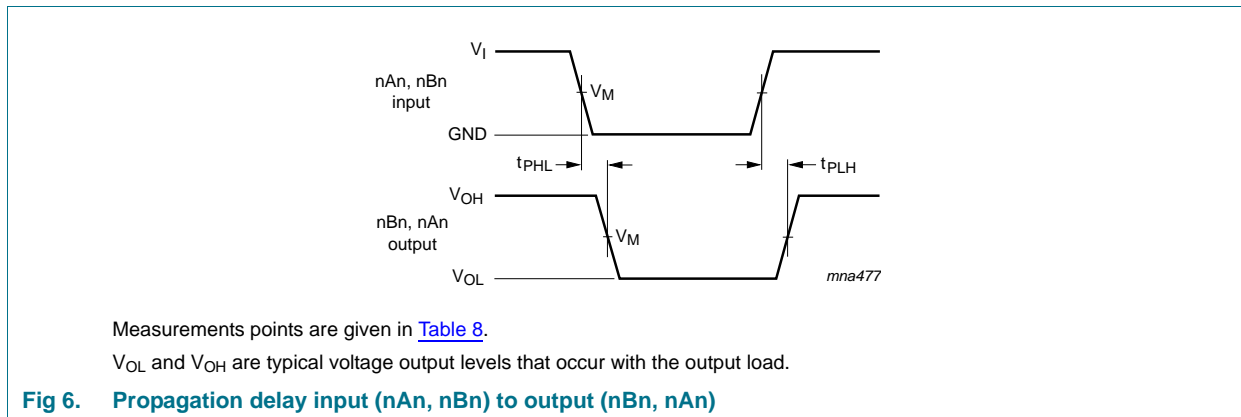 VI
nAn, nBn
input
VM
GND
tPHL
tPLH
VOH
nBn, nAn
output
VM
VOL
mna477
Measurements points are given in Table 8.
VOL and VOH are typical voltage output levels that occur with the output load.
Fig 6. Propagation delay input (nAn, nBn) to output (nBn, nAn)